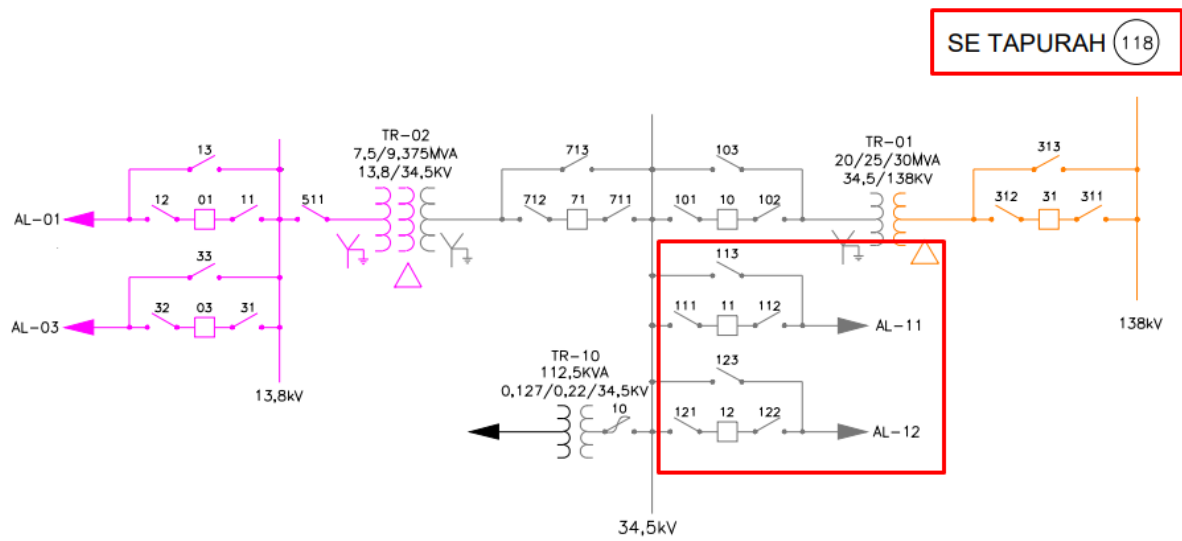 SE TAPURAH 118
313
312 31 311
138kV
TR-01
20/25/30MVA
34,5/138KV
103
101 10 102
713
712 71 711
TR-02
7,5/9,375MVA
13,8/34,5KV
511
13
12 01 11
AL-01
33
32 03 31
AL-03
13,8kV
113
111 11 112
AL-11
123
121 12 122
AL-12
TR-10
112,5KVA
0,127/0,22/34,5KV
10
34,5kV